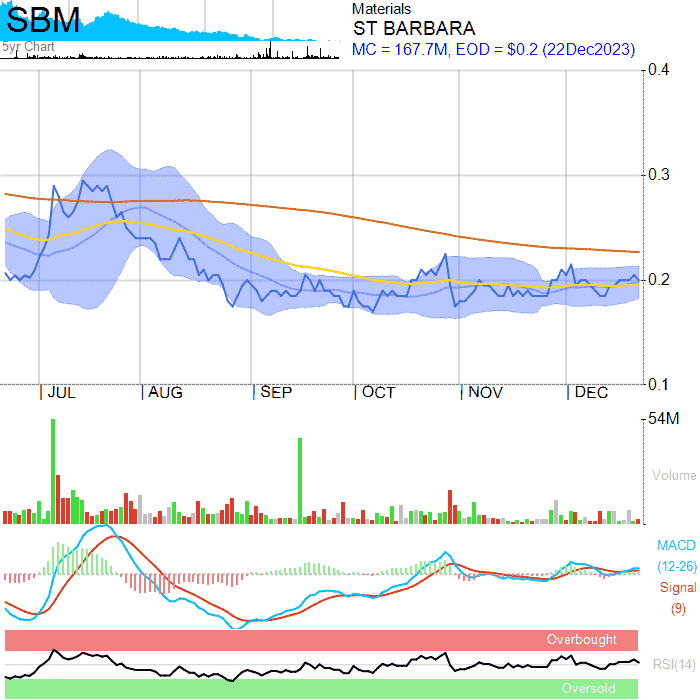 SBM
5yr Chart
Materials
ST BARBARA
MC = 167.7M, EOD = $0.2 (22Dec2023)
0.4
0.3
0.2
0.1
| JUL | AUG | SEP | OCT | NOV | DEC
54M
Volume
MACD
(12-26)
Signal
(9)
Overbought
RSI(14)
Oversold